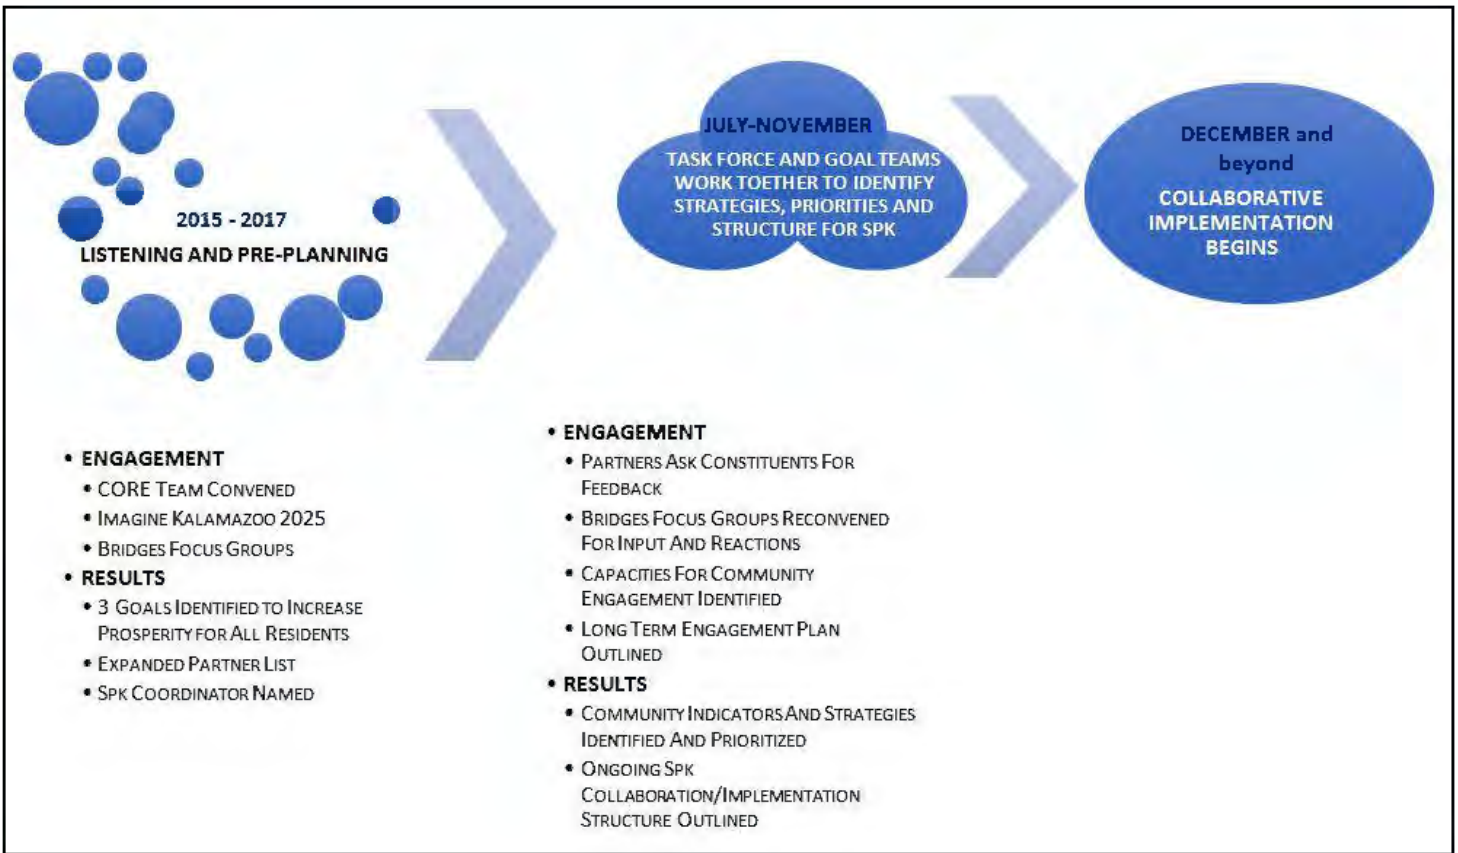 2015 - 2017
LISTENING AND PRE-PLANNING
JULY-NOVEMBER
TASK FORCE AND GOAL TEAMS
WORK TOETHER TO IDENTIFY
STRATEGIES, PRIORITIES AND
STRUCTURE FOR SPK
DECEMBER and
beyond
COLLABORATIVE
IMPLEMENTATION
BEGINS
• ENGAGEMENT
• CORE TEAM CONVENED
• IMAGINE KALAMAZOO 2025
• BRIDGES FOCUS GROUPS
• RESULTS
• 3 GOALS IDENTIFIED TO INCREASE
PROSPERITY FOR ALL RESIDENTS
• EXPANDED PARTNER LIST
• SPK COORDINATOR NAMED
• ENGAGEMENT
• PARTNERS ASK CONSTITUENTS FOR
FEEDBACK
• BRIDGES FOCUS GROUPS RECONVENED
FOR INPUT AND REACTIONS
• CAPACITIES FOR COMMUNITY
ENGAGEMENT IDENTIFIED
• LONG TERM ENGAGEMENT PLAN
OUTLINED
• RESULTS
• COMMUNITY INDICATORS AND STRATEGIES
IDENTIFIED AND PRIORITIZED
• ONGOING SPK
COLLABORATION/IMPLEMENTATION
STRUCTURE OUTLINED